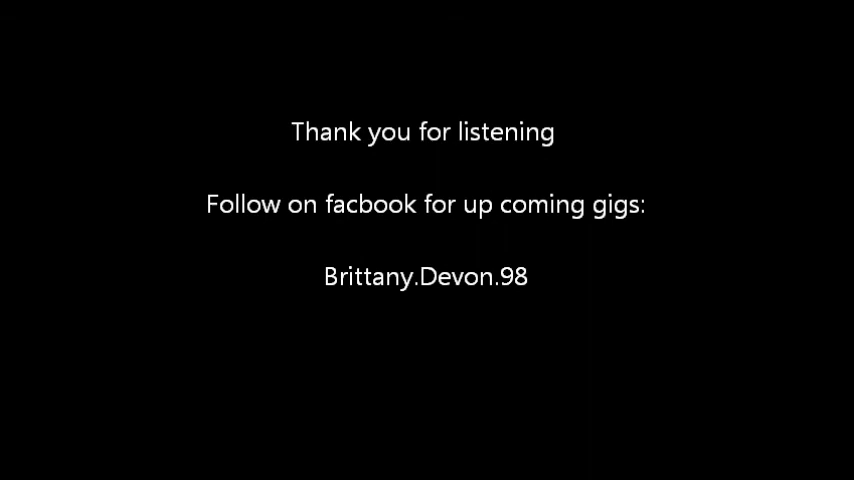 Thank you for listening
Follow on facbook for up coming gigs:
Brittany.Devon.98